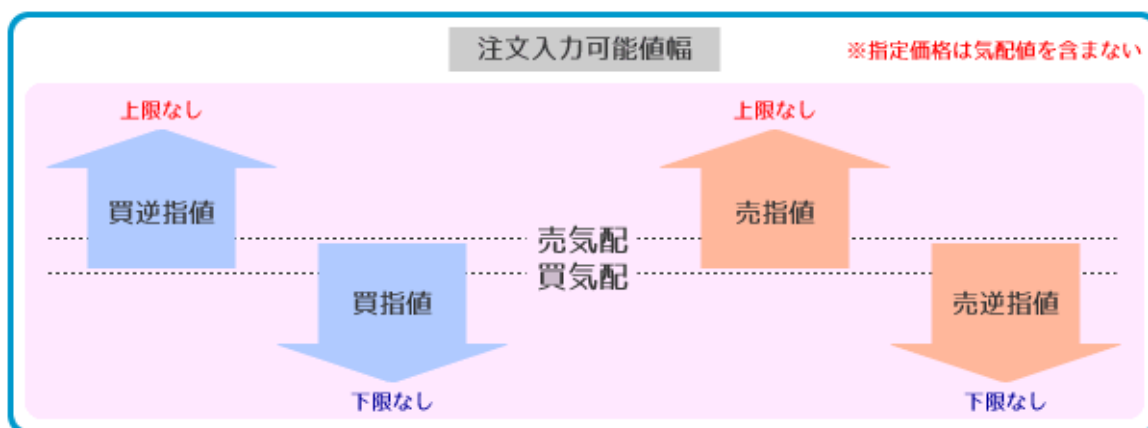 注文入力可能値幅
※指定価格は気配値を含まない
上限なし
上限なし
買逆指値
売指値
売気配
買気配
買指値
売逆指値
下限なし
下限なし